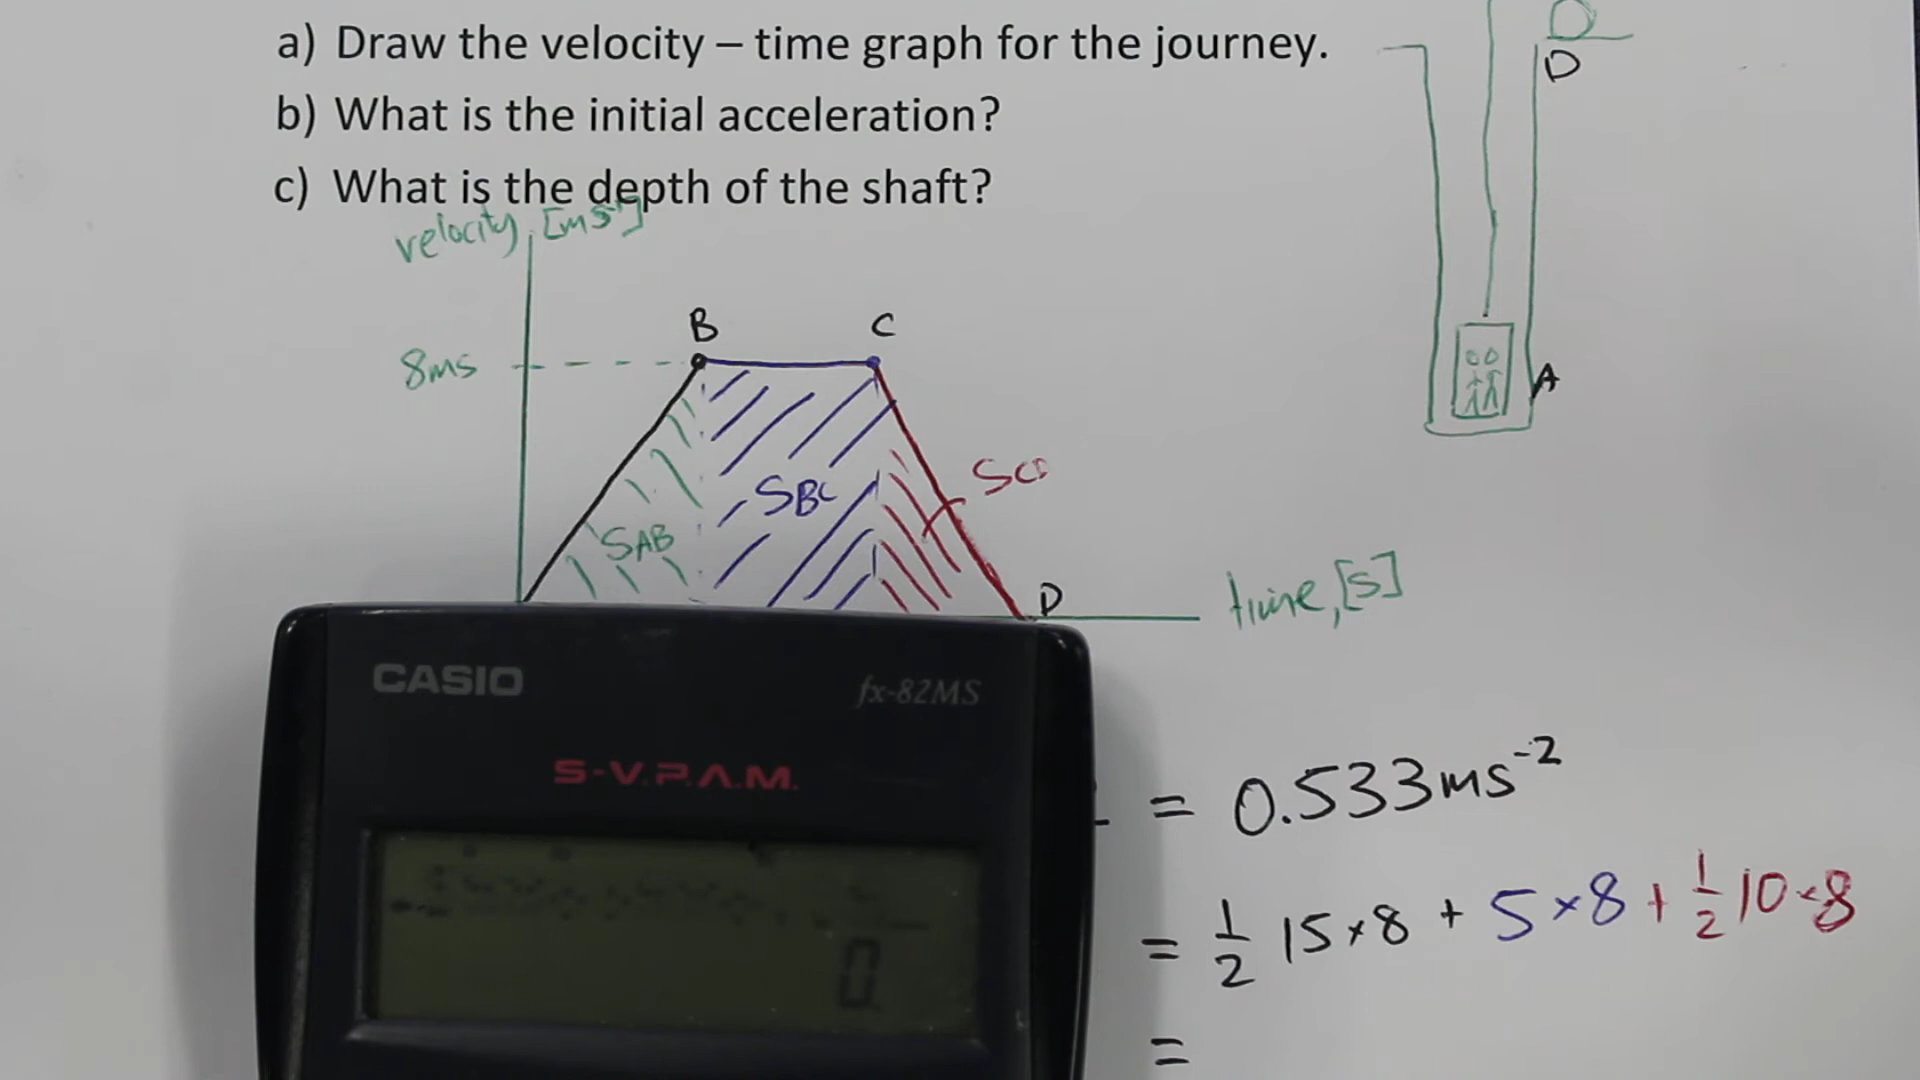 a) Draw the velocity – time graph for the journey.
b) What is the initial acceleration?
c) What is the depth of the shaft?
D
velocity, [ms⁻¹]
B
C
8ms
A
SBC
SAB
D
time, [s]
CASIO
fx-82MS
S-V.P.A.M.
= 0.533ms⁻²
= 1/2 15×8 + 5×8 + 1/2 10×8
0
=